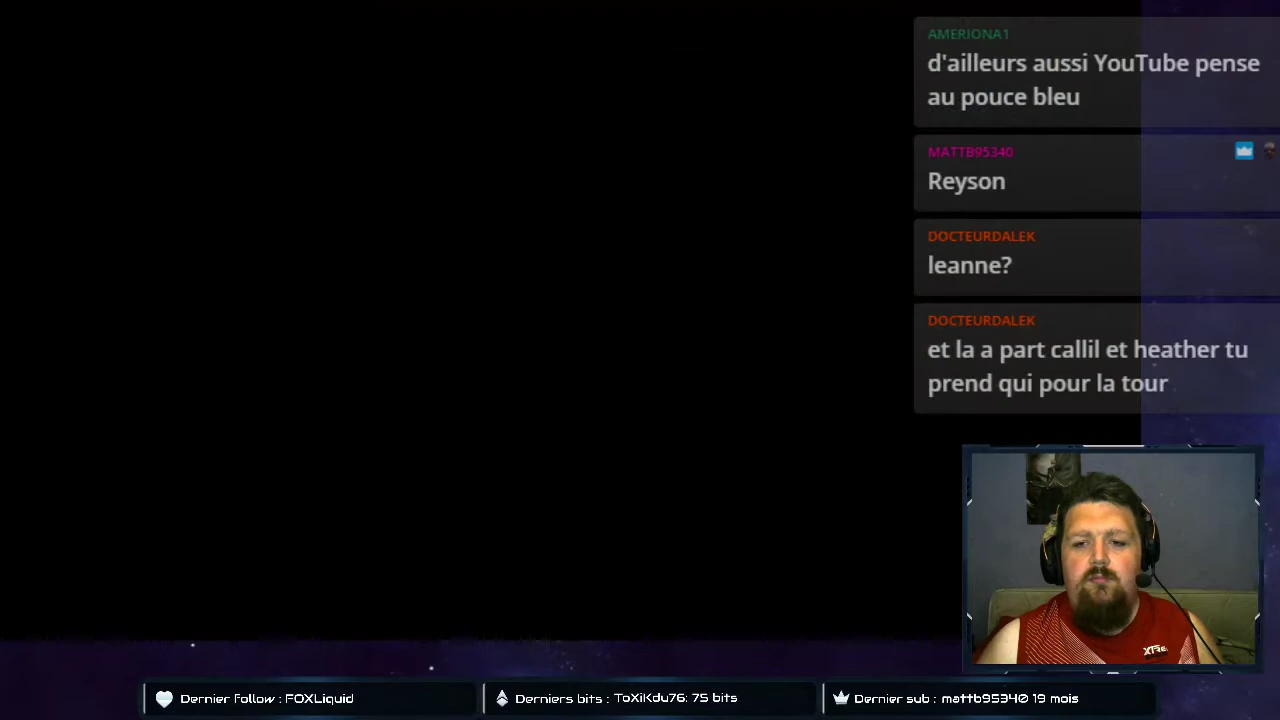 AMERIONA1
d'ailleurs aussi YouTube pense
au pouce bleu
MATTB95340
Reyson
DOCTEURDALEK
leanne?
DOCTEURDALEK
et la a part callil et heather tu
prend qui pour la tour
XTRe
Dernier Follow : FOXLiquid
Derniers bits : ToXiKdu76: 75 bits
Dernier sub : mattb95340 19 mois